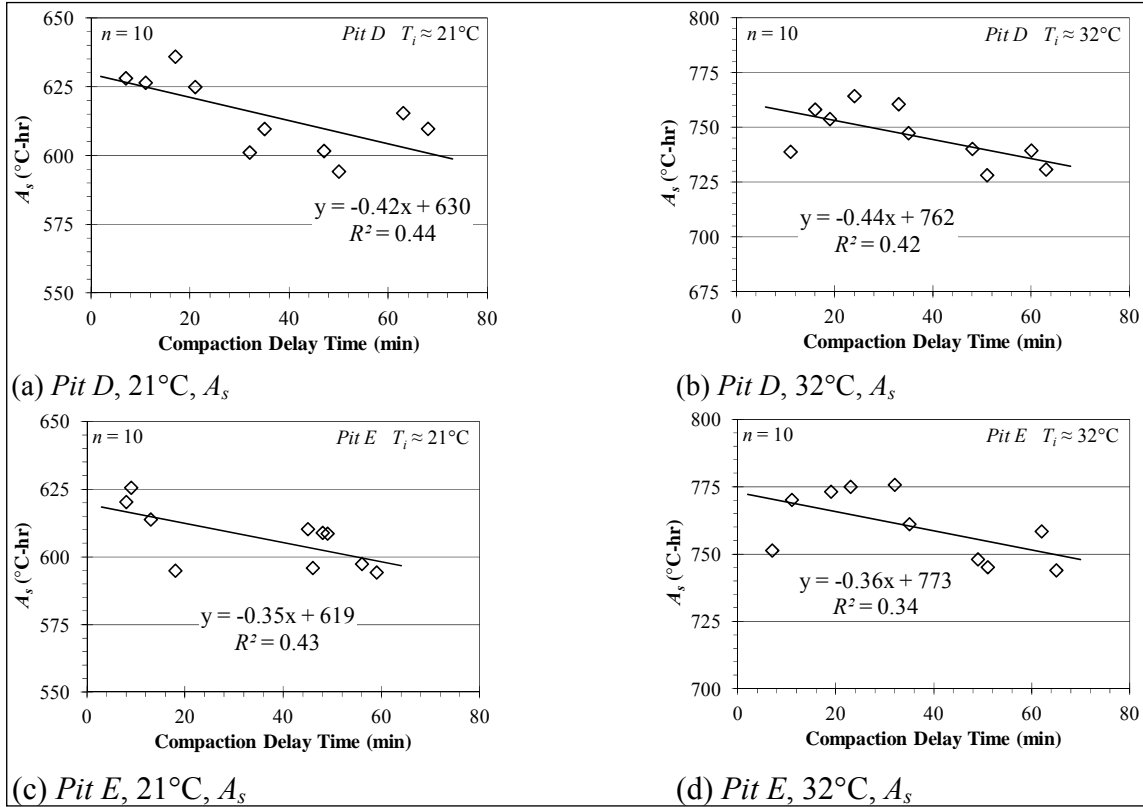 n = 10 Pit D Tᵢ ≈ 21°C
650
625
600
575
550
Aₛ (°C-hr)
y = -0.42x + 630
R² = 0.44
0 20 40 60 80
Compaction Delay Time (min)
(a) Pit D, 21°C, Aₛ
n = 10 Pit D Tᵢ ≈ 32°C
800
775
750
725
700
675
Aₛ (°C-hr)
y = -0.44x + 762
R² = 0.42
0 20 40 60 80
Compaction Delay Time (min)
(b) Pit D, 32°C, Aₛ
n = 10 Pit E Tᵢ ≈ 21°C
650
625
600
575
550
Aₛ (°C-hr)
y = -0.35x + 619
R² = 0.43
0 20 40 60 80
Compaction Delay Time (min)
(c) Pit E, 21°C, Aₛ
n = 10 Pit E Tᵢ ≈ 32°C
800
775
750
725
700
Aₛ (°C-hr)
y = -0.36x + 773
R² = 0.34
0 20 40 60 80
Compaction Delay Time (min)
(d) Pit E, 32°C, Aₛ